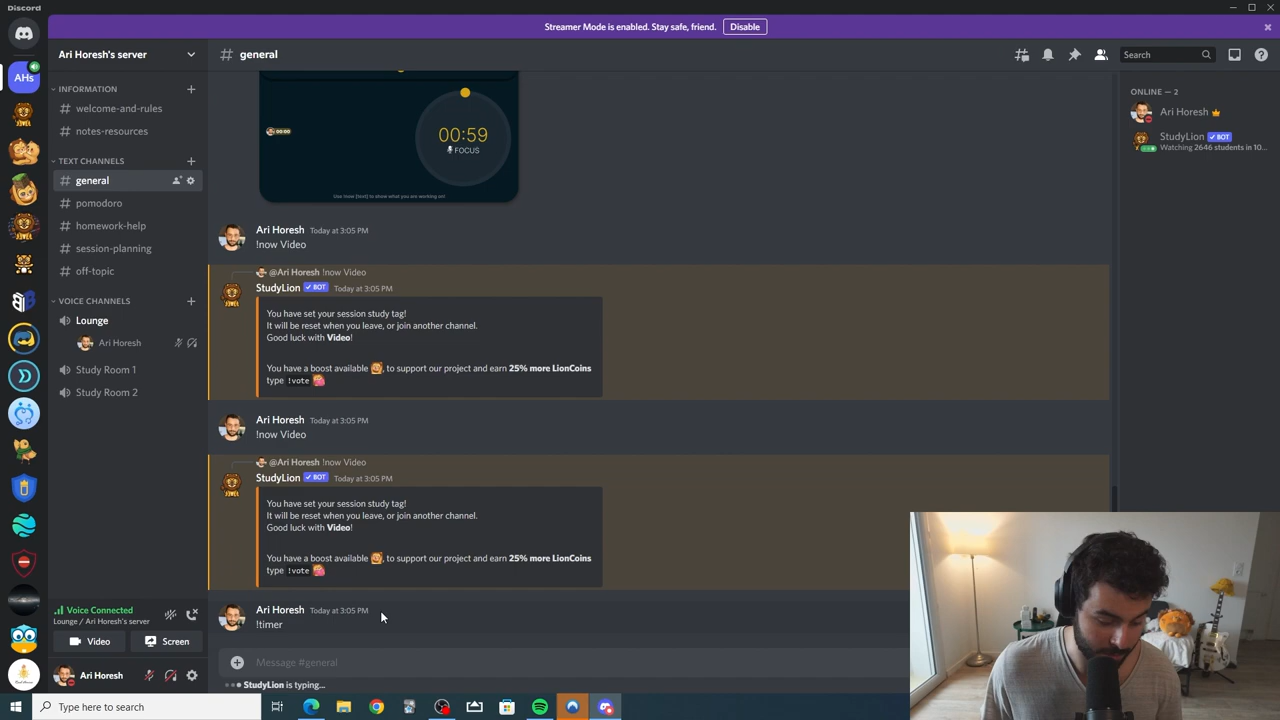 Discord
Streamer Mode is enabled. Stay safe, friend.
Disable
Ari Horesh's server
# general
Search
AHs
INFORMATION
# welcome-and-rules
# notes-resources
TEXT CHANNELS
# general
# pomodoro
# homework-help
# session-planning
# off-topic
VOICE CHANNELS
Lounge
Ari Horesh
Study Room 1
Study Room 2
Voice Connected
Lounge / Ari Horesh's server
Video
Screen
Ari Horesh
00:00
00:59
FOCUS
Ari Horesh Today at 3:05 PM
!now Video
@Ari Horesh !now Video
StudyLion BOT Today at 3:05 PM
You have set your session study tag!
It will be reset when you leave, or join another channel.
Good luck with Video!
You have a boost available , to support our project and earn 25% more LionCoins
type !vote
Ari Horesh Today at 3:05 PM
!now Video
@Ari Horesh !now Video
StudyLion BOT Today at 3:05 PM
You have set your session study tag!
It will be reset when you leave, or join another channel.
Good luck with Video!
You have a boost available , to support our project and earn 25% more LionCoins
type !vote
Ari Horesh Today at 3:05 PM
!timer
Message #general
StudyLion is typing...
ONLINE — 2
Ari Horesh
StudyLion BOT
Watching 2646 students in 10...
Type here to search